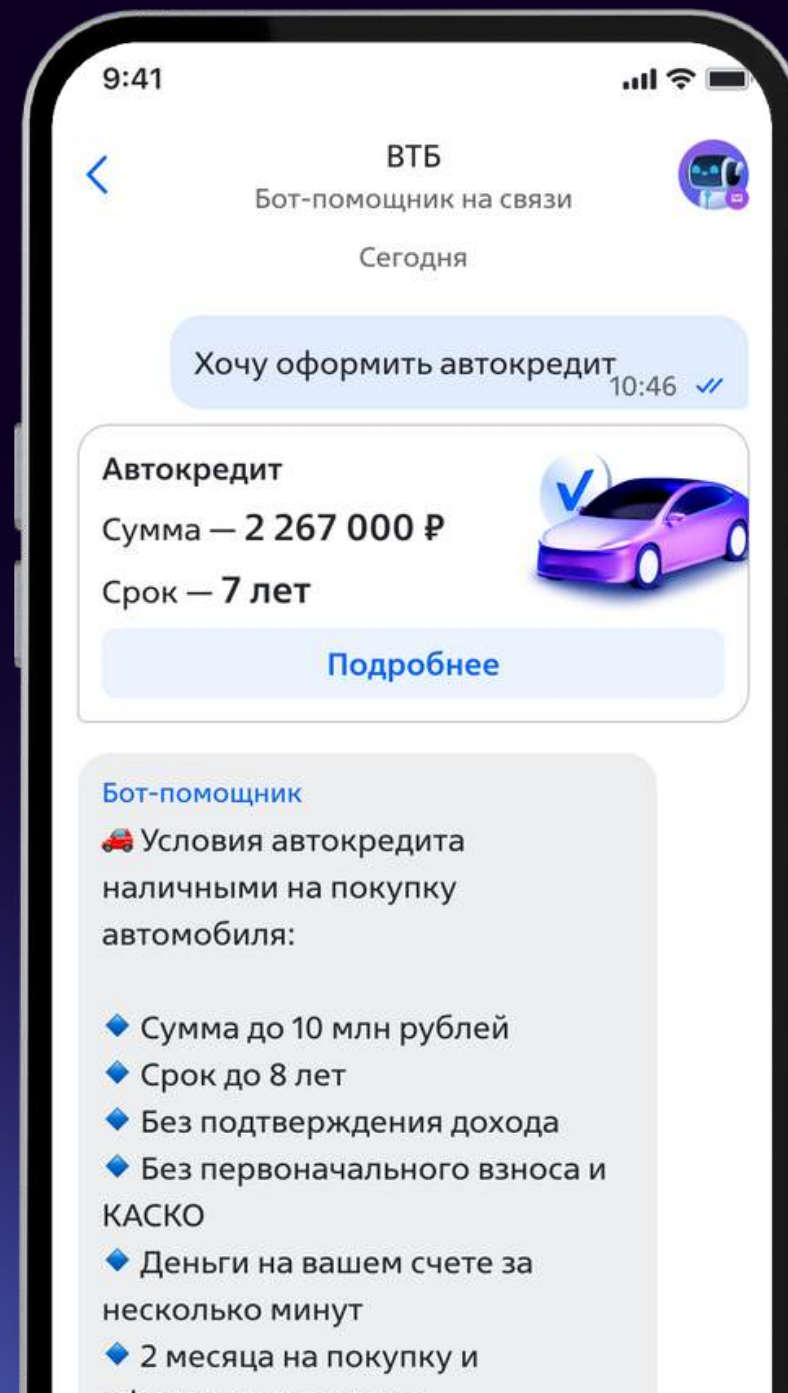 9:41
ВТБ
Бот-помощник на связи
Сегодня
Хочу оформить автокредит
10:46
Автокредит
Сумма — 2 267 000 ₽
Срок — 7 лет
Подробнее
Бот-помощник
🚗 Условия автокредита
наличными на покупку
автомобиля:
🔹 Сумма до 10 млн рублей
🔹 Срок до 8 лет
🔹 Без подтверждения дохода
🔹 Без первоначального взноса и
КАСКО
🔹 Деньги на вашем счете за
несколько минут
🔹 2 месяца на покупку и